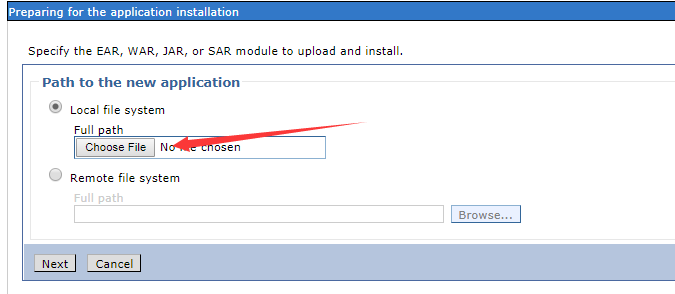 Preparing for the application installation
Specify the EAR, WAR, JAR, or SAR module to upload and install.
Path to the new application
Local file system
Full path
Choose File No file chosen
Remote file system
Full path
Browse...
Next Cancel